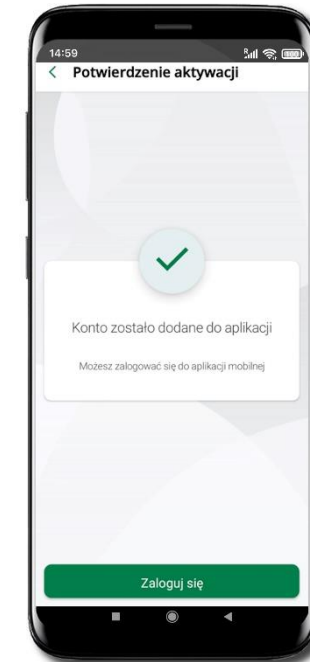 14:59
Potwierdzenie aktywacji
Konto zostało dodane do aplikacji
Możesz zalogować się do aplikacji mobilnej
Zaloguj się